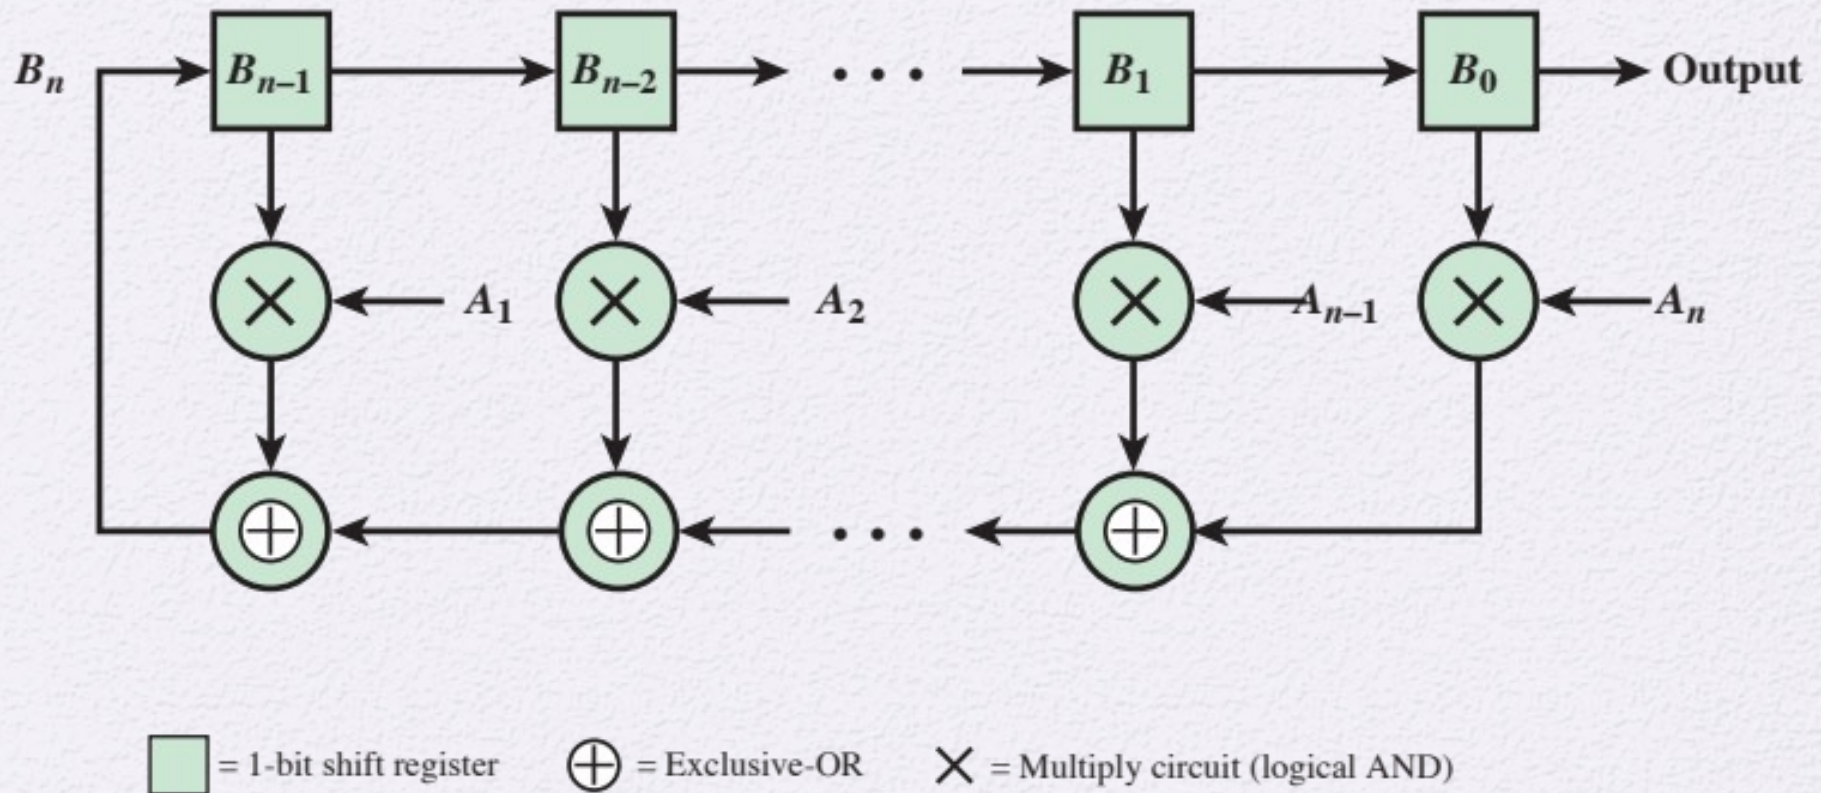 Bₙ Bₙ₋₁ Bₙ₋₂ . . . B₁ B₀ Output
A₁ A₂ Aₙ₋₁ Aₙ
. . .
= 1-bit shift register = Exclusive-OR = Multiply circuit (logical AND)